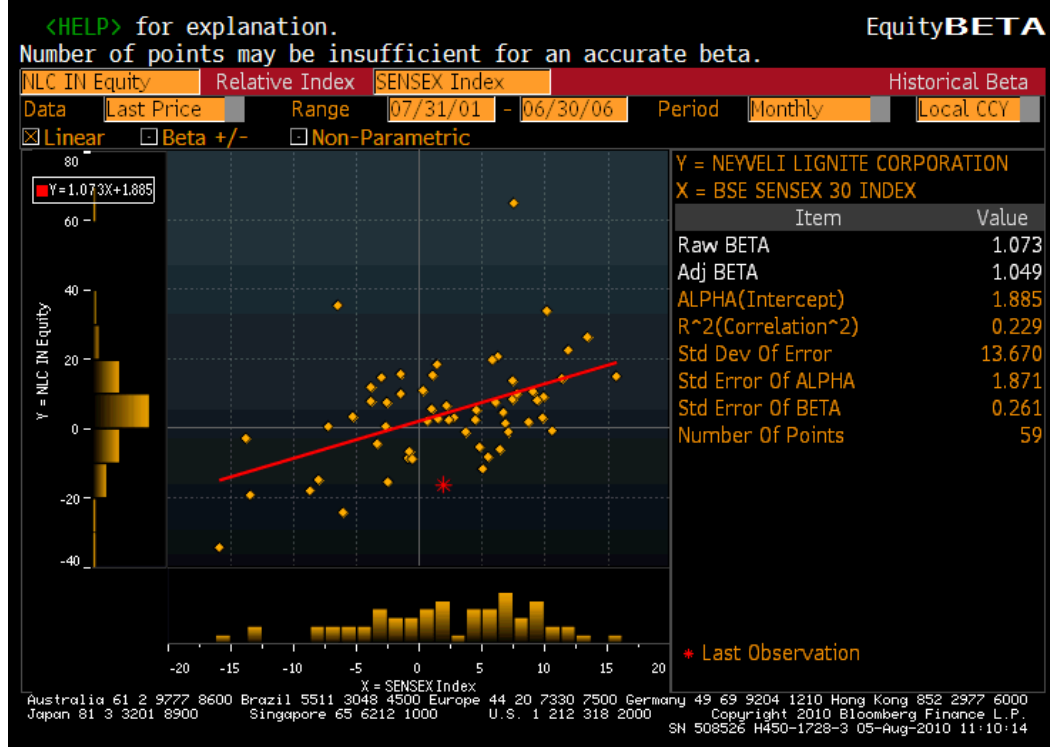 <HELP> for explanation. EquityBETA
Number of points may be insufficient for an accurate beta.
NLC IN Equity Relative Index SENSEX Index Historical Beta
Data Last Price Range 07/31/01 - 06/30/06 Period Monthly Local CCY
Linear Beta +/- Non-Parametric
Y = NEYVELI LIGNITE CORPORATION
X = BSE SENSEX 30 INDEX
Item Value
Raw BETA 1.073
Adj BETA 1.049
ALPHA(Intercept) 1.885
R^2(Correlation^2) 0.229
Std Dev Of Error 13.670
Std Error Of ALPHA 1.871
Std Error Of BETA 0.261
Number Of Points 59
* Last Observation
80
Y=1.073X+1.885
60
40
20
0
-20
-40
Y = NLC IN Equity
-20 -15 -10 -5 0 5 10 15 20
X = SENSEX Index
Australia 61 2 9777 8600 Brazil 5511 3048 4500 Europe 44 20 7330 7500 Germany 49 69 9204 1210 Hong Kong 852 2977 6000
Japan 81 3 3201 8900 Singapore 65 6212 1000 U.S. 1 212 318 2000 Copyright 2010 Bloomberg Finance L.P.
SN 508526 H450-1728-3 05-Aug-2010 11:10:14